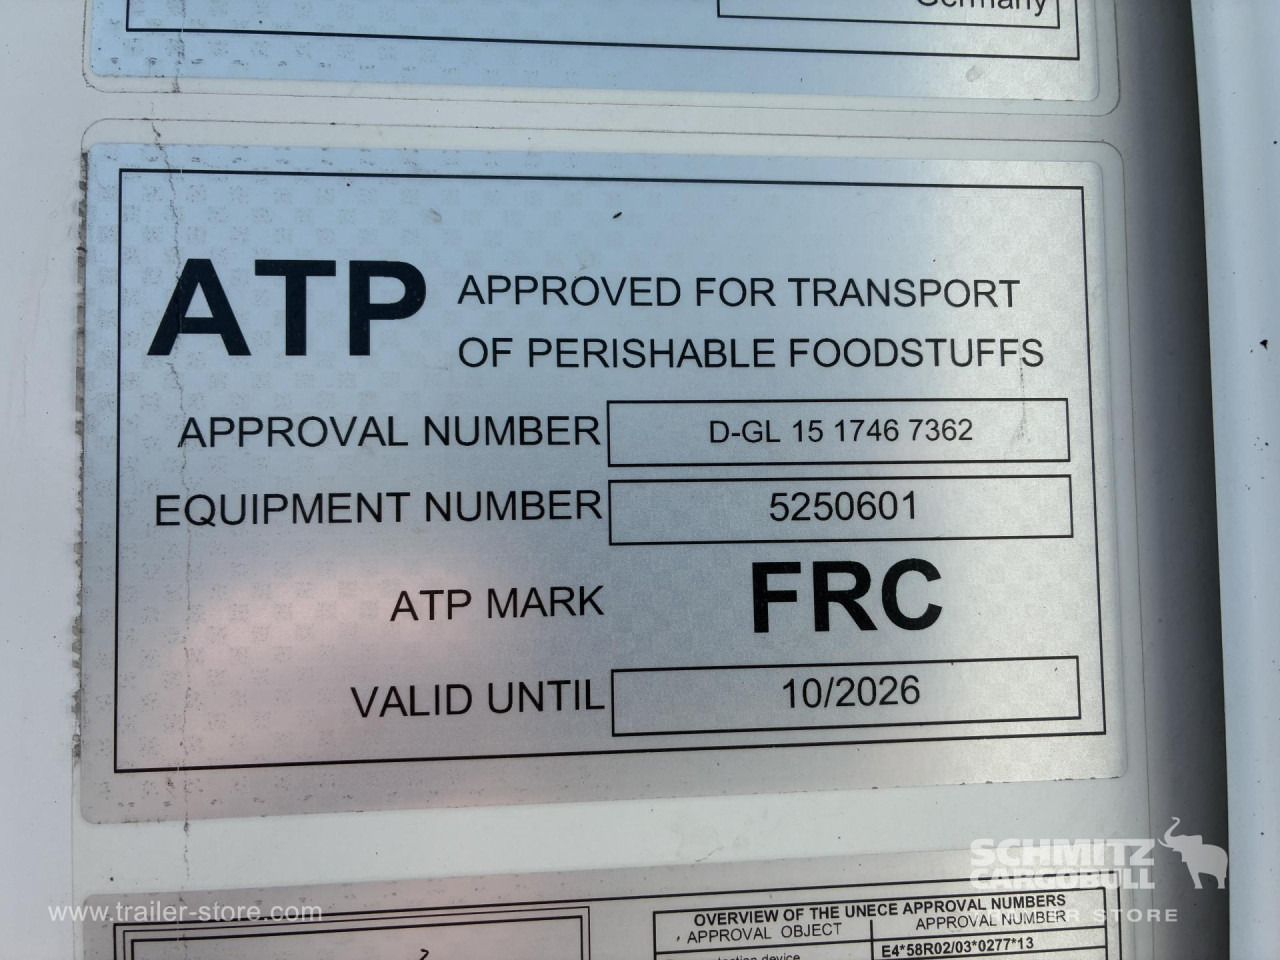 Germany
ATP APPROVED FOR TRANSPORT
OF PERISHABLE FOODSTUFFS
APPROVAL NUMBER D-GL 15 1746 7362
EQUIPMENT NUMBER 5250601
ATP MARK FRC
VALID UNTIL 10/2026
SCHMITZ
CARGOBULL
STORE
www.trailer-store.com
OVERVIEW OF THE UNECE APPROVAL NUMBERS
APPROVAL OBJECT APPROVAL NUMBER
device E4*58R02/03*0277*13